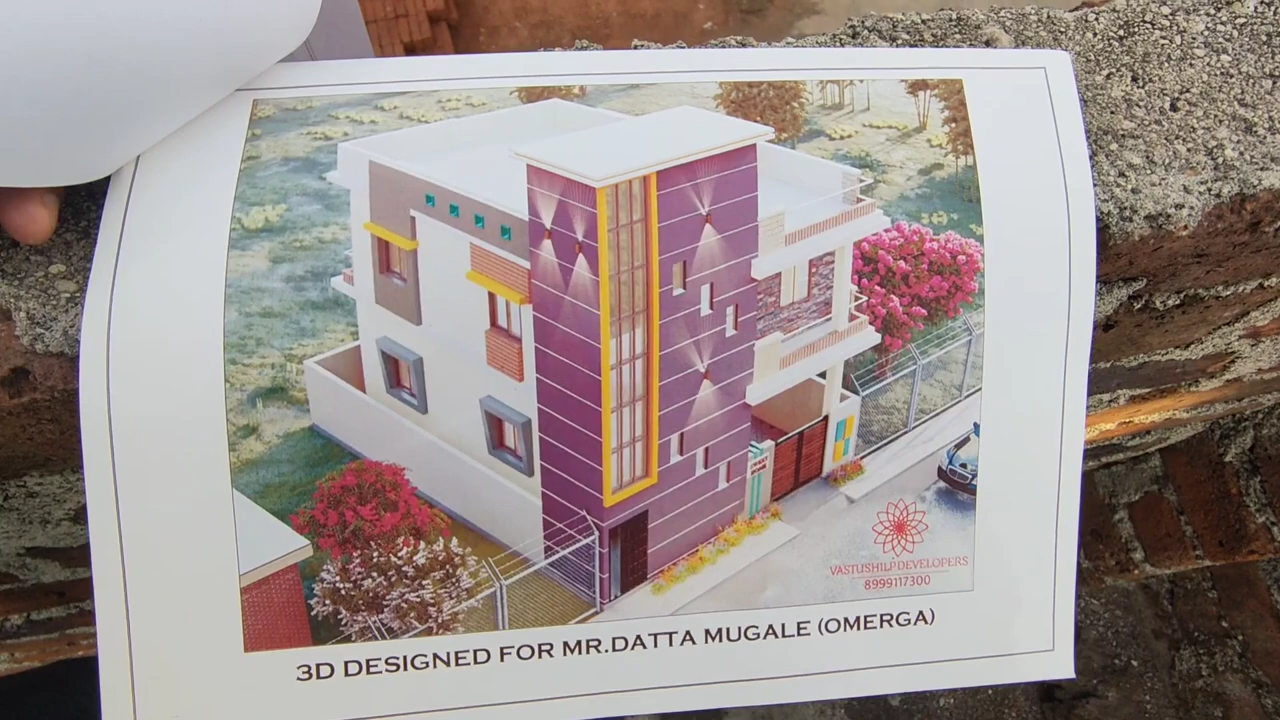 VASTUSHILP DEVELOPERS
8999117300
3D DESIGNED FOR MR.DATTA MUGALE (OMERGA)